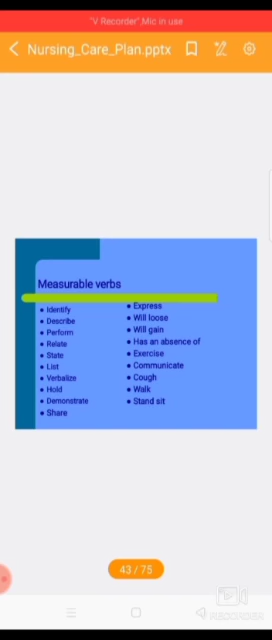 "V Recorder",Mic in use
Nursing_Care_Plan.pptx
Measurable verbs
• Identify
• Describe
• Perform
• Relate
• State
• List
• Verbalize
• Hold
• Demonstrate
• Share
• Express
• Will loose
• Will gain
• Has an absence of
• Exercise
• Communicate
• Cough
• Walk
• Stand sit
43 / 75
RECORDER